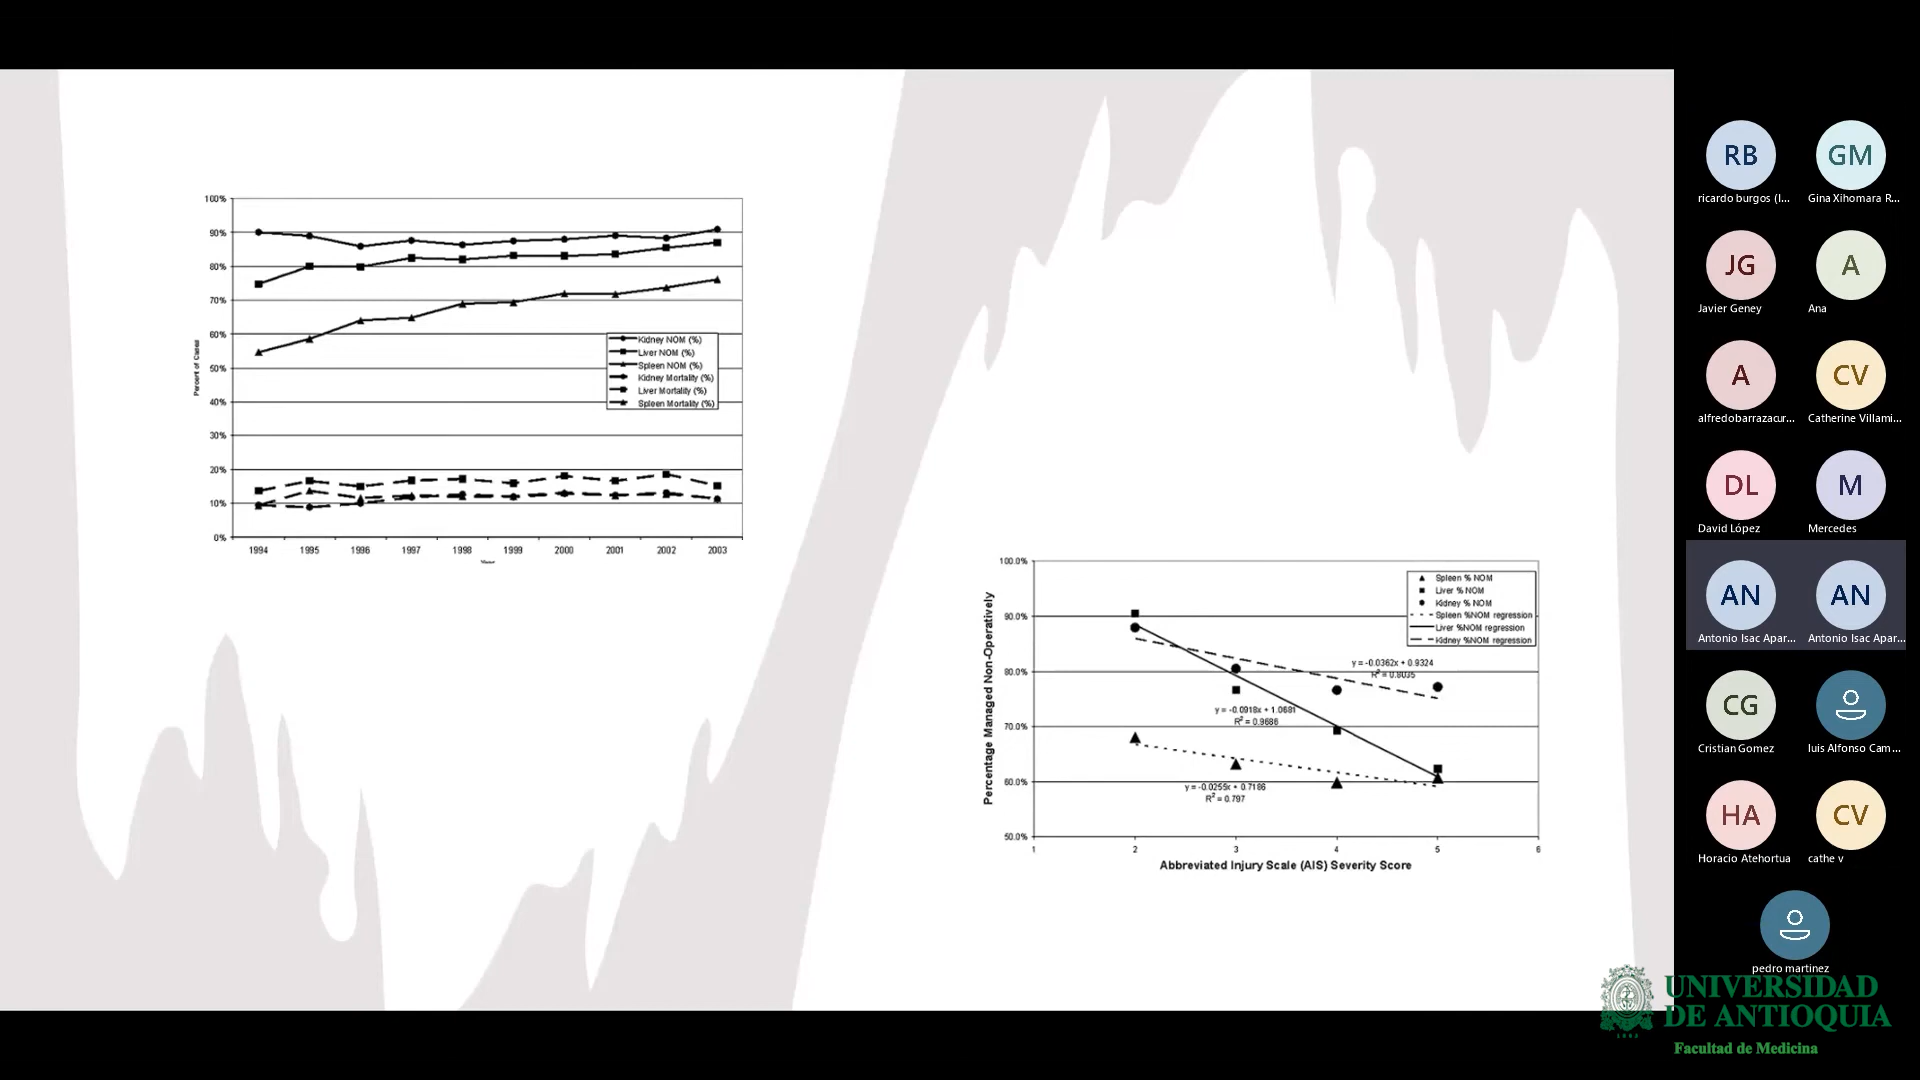 100%
90%
80%
70%
60%
50%
40%
30%
20%
10%
0%
Percent of Cases
1994 1995 1996 1997 1998 1999 2000 2001 2002 2003
Kidney NOM (%)
Liver NOM (%)
Spleen NOM (%)
Kidney Mortality (%)
Liver Mortality (%)
Spleen Mortality (%)
100.0%
90.0%
80.0%
70.0%
60.0%
50.0%
Percentage Managed Non-Operatively
Spleen % NOM
Liver % NOM
Kidney % NOM
Spleen %NOM regression
Liver %NOM regression
Kidney %NOM regression
y = -0.0362x + 0.9324
R² = 0.8035
y = -0.0918x + 1.0681
R² = 0.9686
y = -0.0255x + 0.7186
R² = 0.797
1 2 3 4 5 6
Abbreviated Injury Scale (AIS) Severity Score
RB GM
ricardo burgos (I... Gina Xihomara R...
JG A
Javier Geney Ana
A CV
alfredobarrazacur... Catherine Villami...
DL M
David López Mercedes
AN AN
Antonio Isac Apar... Antonio Isac Apar...
CG
Cristian Gomez luis Alfonso Cam...
HA CV
Horacio Atehortua cathe v
pedro martinez
UNIVERSIDAD
DE ANTIOQUIA
Facultad de Medicina